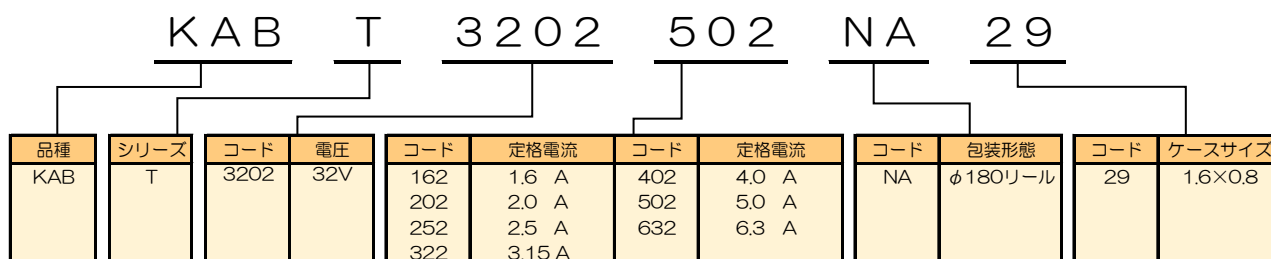 KAB T 3202 502 NA 29
品種 シリーズ コード 電圧 コード 定格電流 コード 定格電流 コード 包装形態 コード ケースサイズ
KAB T 3202 32V 162 1.6 A 402 4.0 A NA φ180リール 29 1.6×0.8
202 2.0 A 502 5.0 A
252 2.5 A 632 6.3 A
322 3.15 A